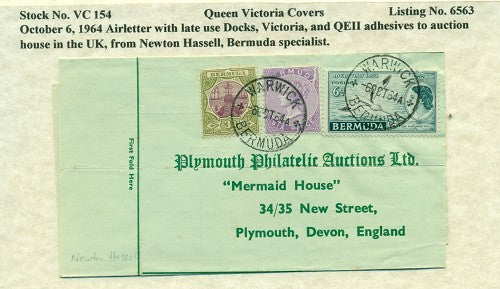 Stock No. VC 154 Queen Victoria Covers Listing No. 6563
October 6, 1964 Airletter with late use Docks, Victoria, and QEII adhesives to auction
house in the UK, from Newton Hassell, Bermuda specialist.
BERMUDA
WARWICK
BERMUDA
WARWICK
BERMUDA
BERMUDA
First Fold Here
Plymouth Philatelic Auctions Ltd.
"Mermaid House"
34/35 New Street,
Plymouth, Devon, England
Newton Hassell